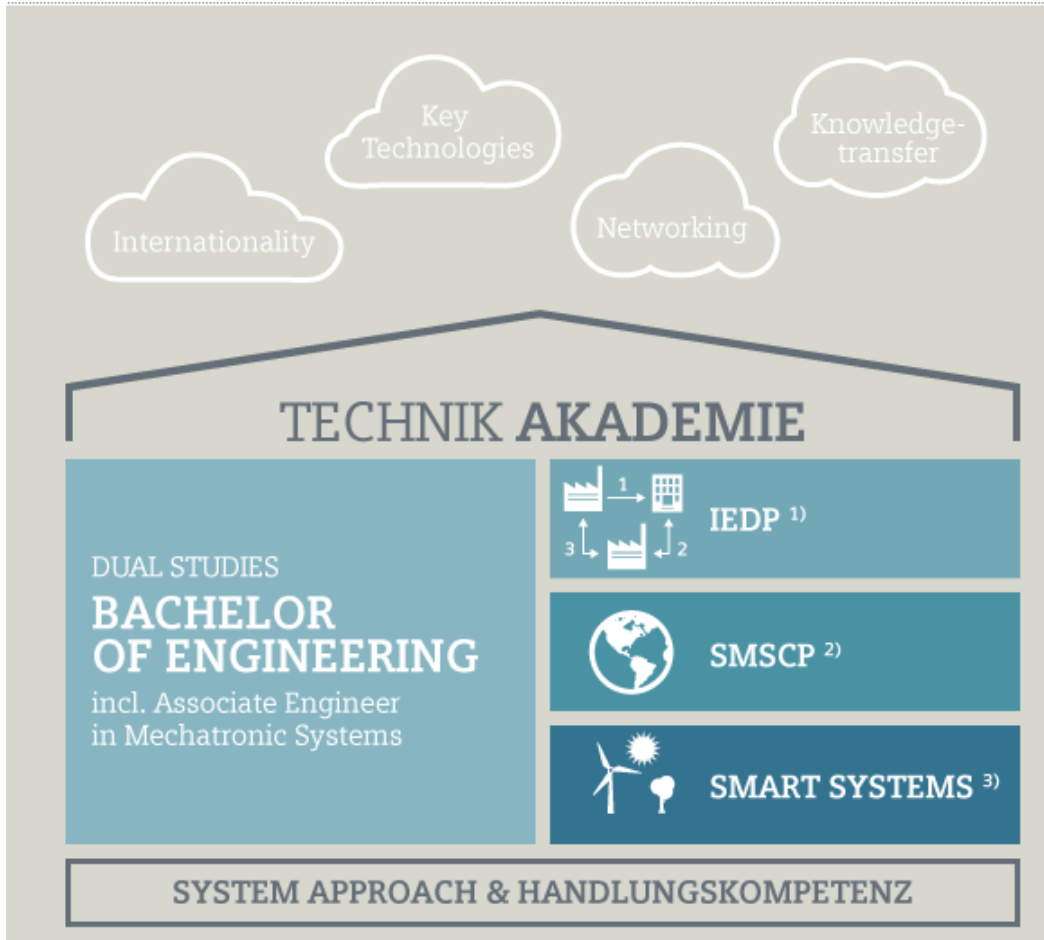 Key
Technologies
Knowledge-
transfer
Internationality
Networking
TECHNIK AKADEMIE
DUAL STUDIES
BACHELOR
OF ENGINEERING
incl. Associate Engineer
in Mechatronic Systems
1
3
2
IEDP 1)
SMSCP 2)
SMART SYSTEMS 3)
SYSTEM APPROACH & HANDLUNGSKOMPETENZ